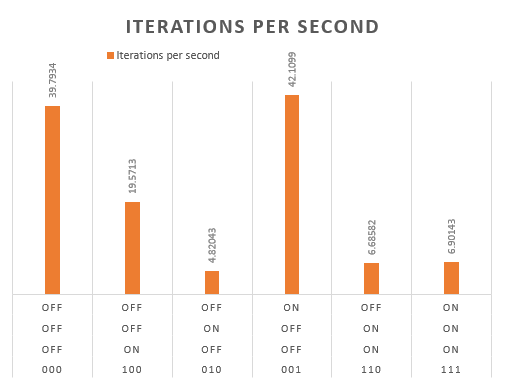 ITERATIONS PER SECOND
Iterations per second
39.7934
19.5713
4.82043
42.1099
6.68582
6.90143
OFF OFF OFF ON OFF ON
OFF OFF ON OFF ON ON
OFF ON OFF OFF ON ON
000 100 010 001 110 111